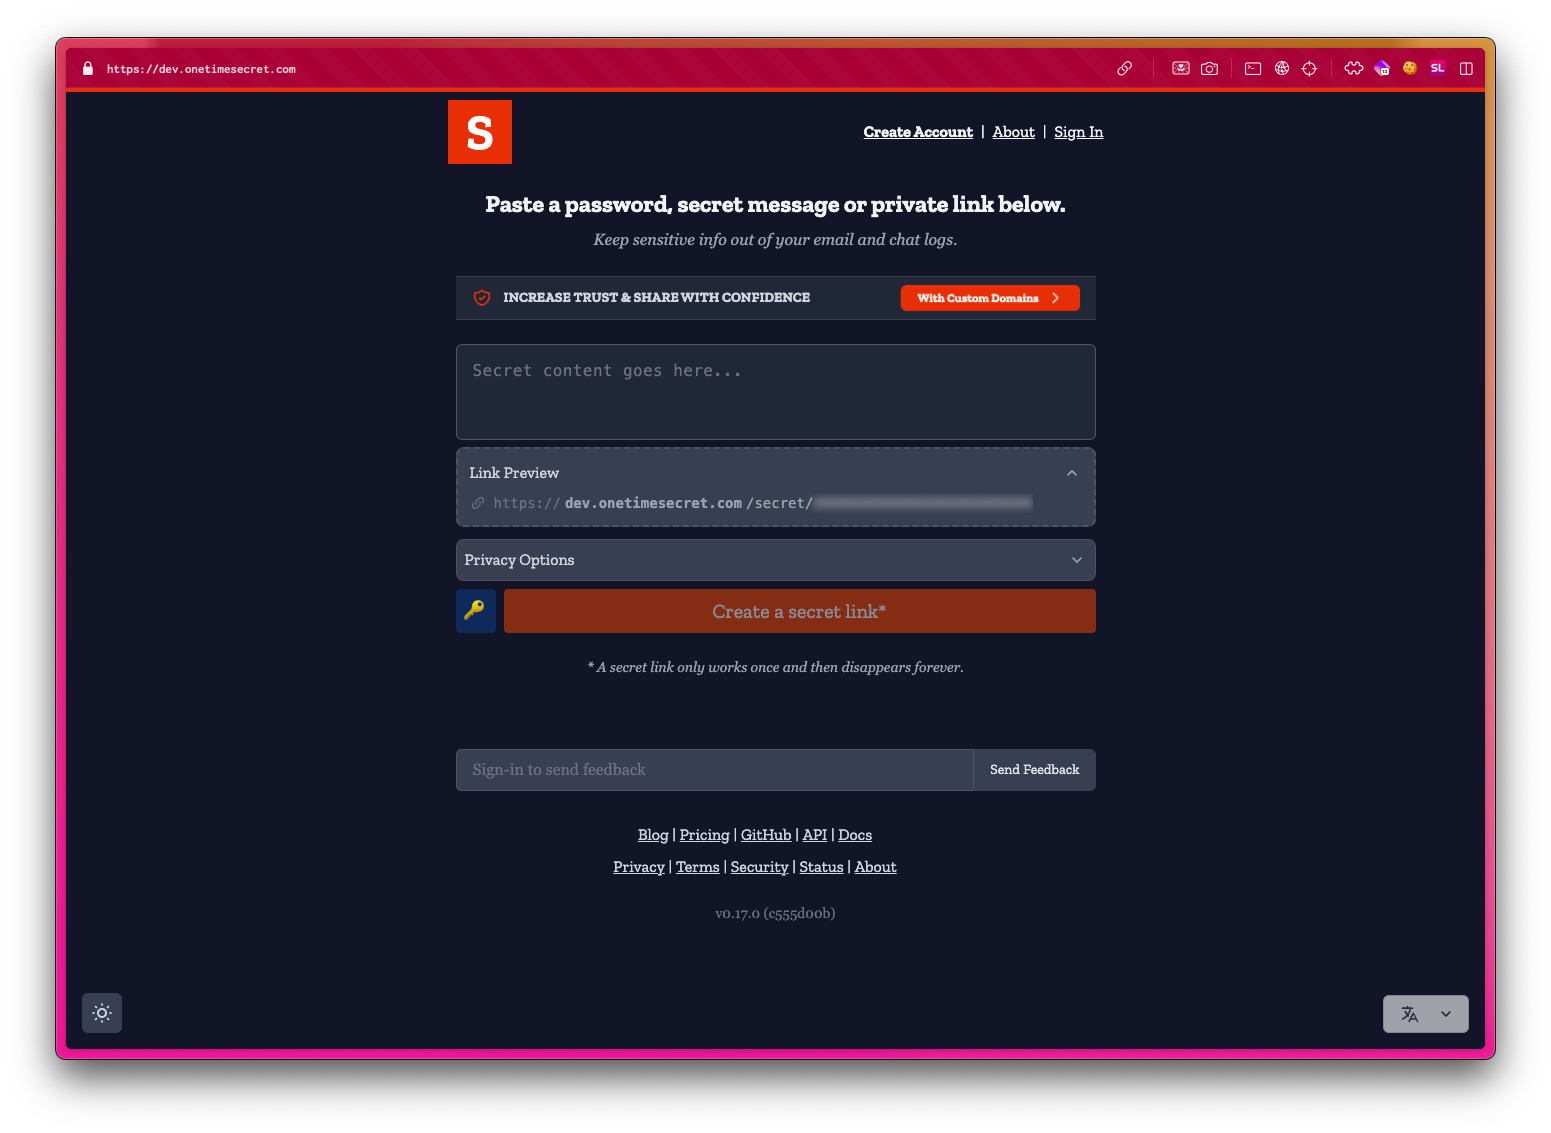 https://dev.onetimesecret.com
SL
S
Create Account | About | Sign In
Paste a password, secret message or private link below.
Keep sensitive info out of your email and chat logs.
INCREASE TRUST & SHARE WITH CONFIDENCE
With Custom Domains
Secret content goes here...
Link Preview
https://dev.onetimesecret.com/secret/
Privacy Options
Create a secret link*
* A secret link only works once and then disappears forever.
Sign-in to send feedback
Send Feedback
Blog | Pricing | GitHub | API | Docs
Privacy | Terms | Security | Status | About
v0.17.0 (c555d00b)